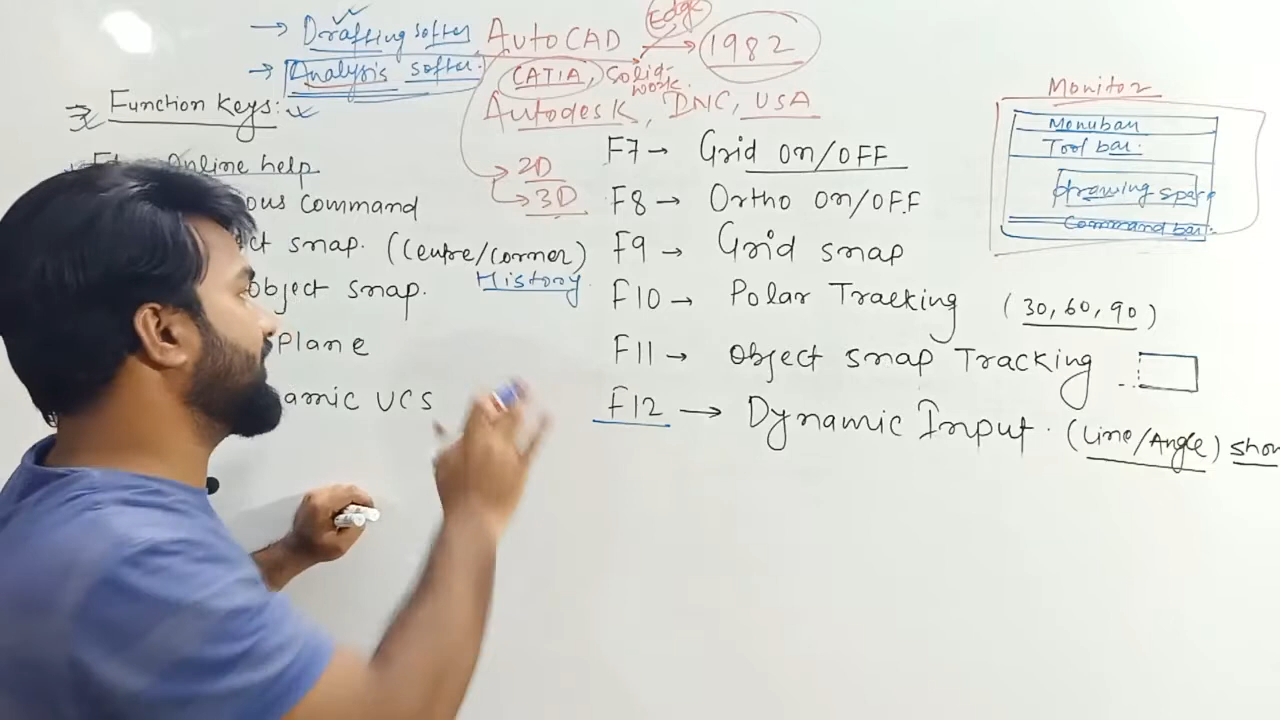 → Drafting softer
→ Analysis softer.
AutoCAD → 1982
Edge
CATIA, Solid-work.
Autodesk, INC, USA
2D
3D
Function Keys:
Online help
ous command
ct snap. (Centre/corner)
History.
object snap.
Plane
amic UCS
F7 → Grid on/OFF
F8 → Ortho on/OFF
F9 → Grid snap
F10 → Polar Tracking (30, 60, 90)
F11 → Object snap Tracking
F12 → Dynamic Input. (Line/Angle) show
Monitor
Menubar
Tool bar.
drawing space
Command bar.